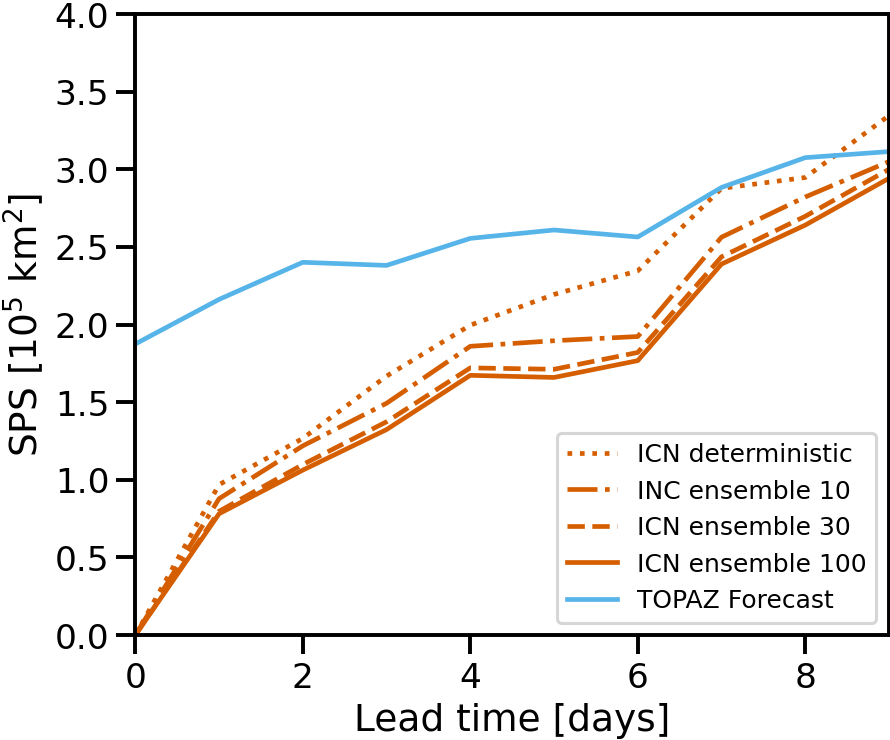 4.0
3.5
3.0
2.5
2.0
1.5
1.0
0.5
0.0
SPS [10⁵ km²]
0 2 4 6 8
Lead time [days]
ICN deterministic
INC ensemble 10
ICN ensemble 30
ICN ensemble 100
TOPAZ Forecast